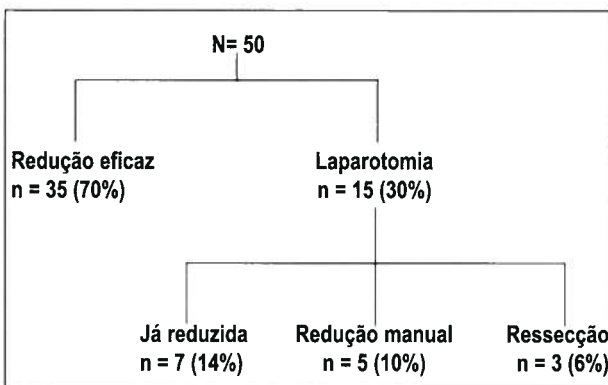 N= 50
Redução eficaz
n = 35 (70%)
Laparotomia
n = 15 (30%)
Já reduzida
n = 7 (14%)
Redução manual
n = 5 (10%)
Ressecção
n = 3 (6%)